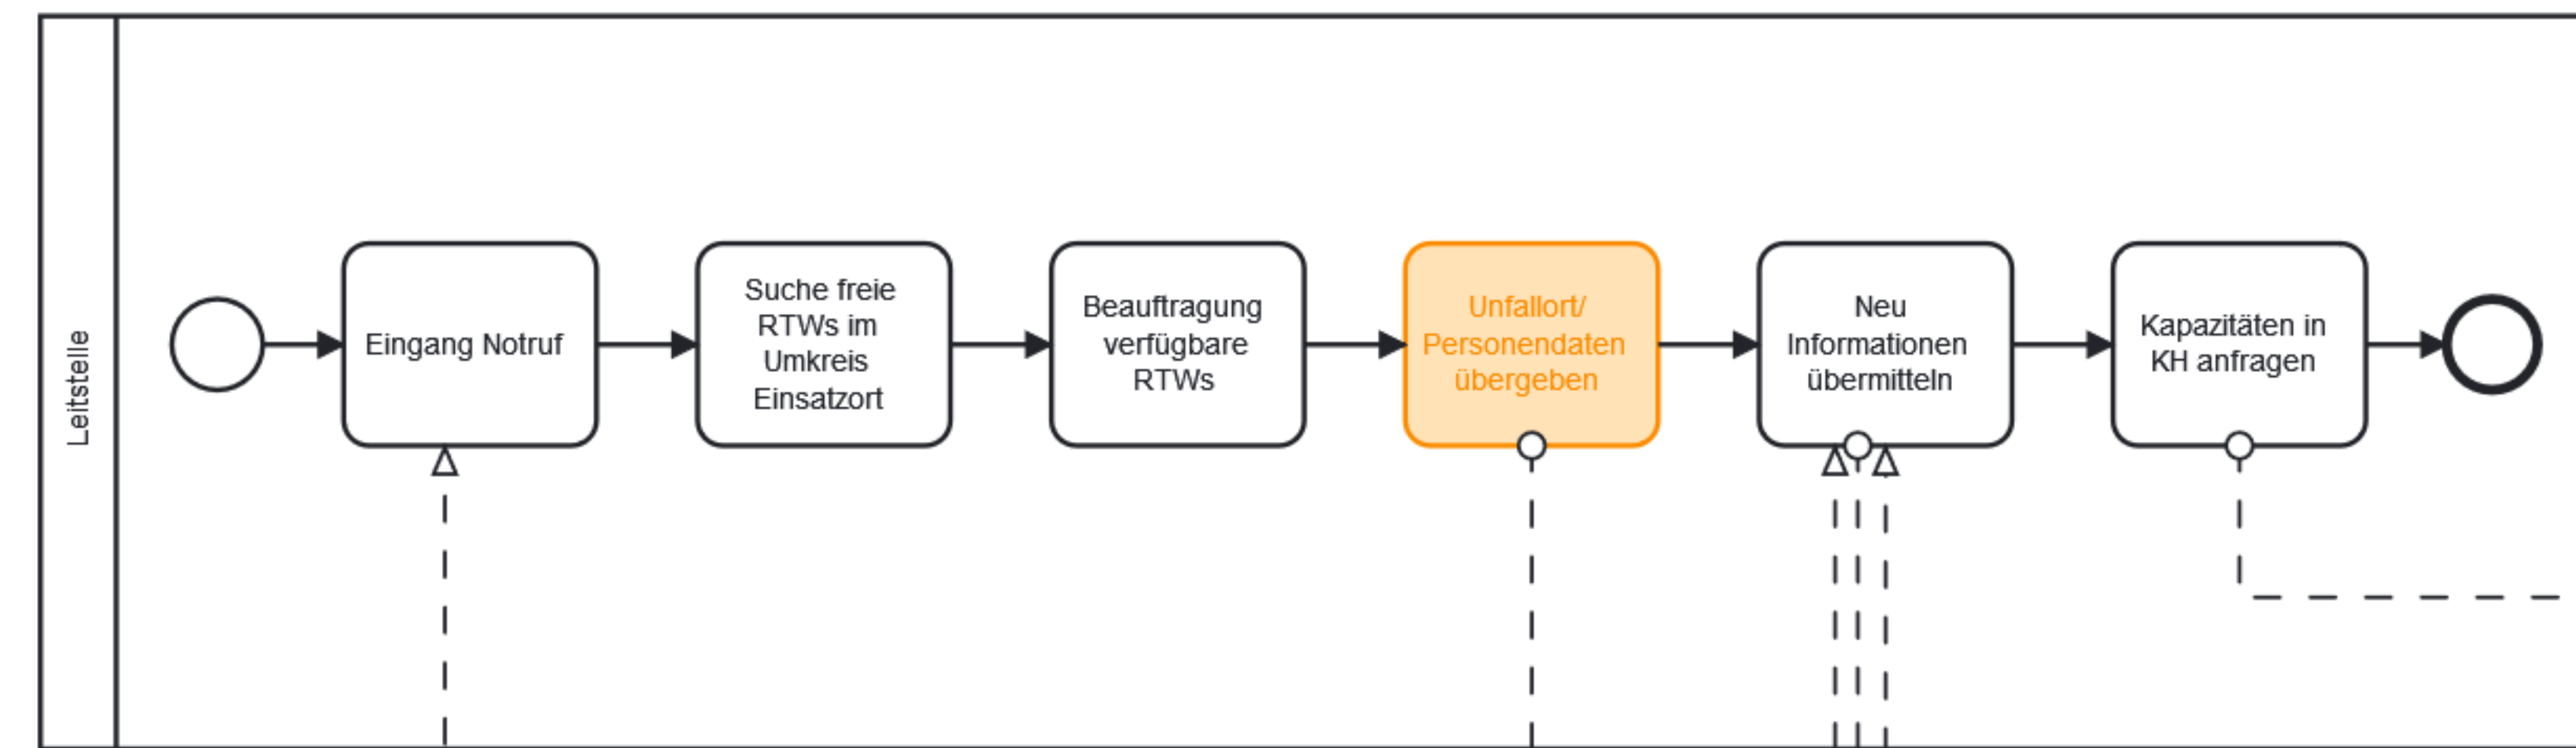 Leitstelle
Eingang Notruf
Suche freie
RTWs im
Umkreis
Einsatzort
Beauftragung
verfügbare
RTWs
Unfallort/
Personendaten
übergeben
Neu
Informationen
übermitteln
Kapazitäten in
KH anfragen